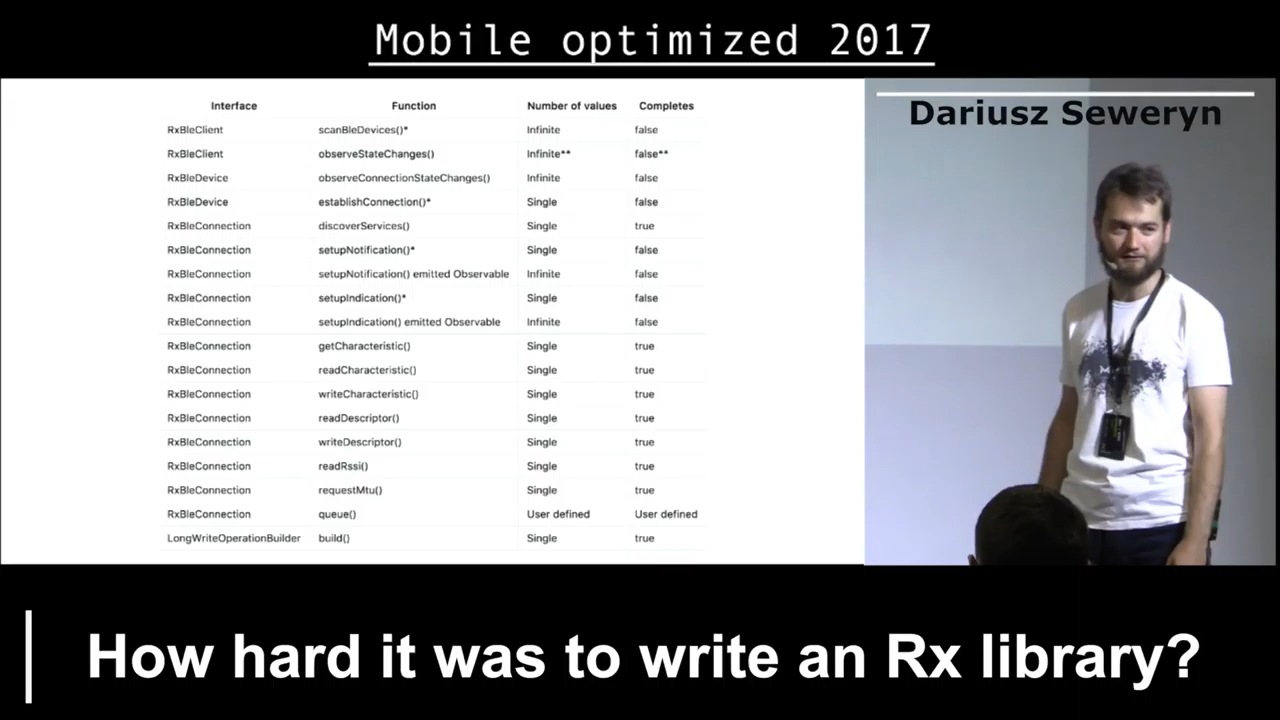 Mobile optimized 2017
Interface Function Number of values Completes
RxBleClient scanBleDevices()* Infinite false
RxBleClient observeStateChanges() Infinite** false**
RxBleDevice observeConnectionStateChanges() Infinite false
RxBleDevice establishConnection()* Single false
RxBleConnection discoverServices() Single true
RxBleConnection setupNotification()* Single false
RxBleConnection setupNotification() emitted Observable Infinite false
RxBleConnection setupIndication()* Single false
RxBleConnection setupIndication() emitted Observable Infinite false
RxBleConnection getCharacteristic() Single true
RxBleConnection readCharacteristic() Single true
RxBleConnection writeCharacteristic() Single true
RxBleConnection readDescriptor() Single true
RxBleConnection writeDescriptor() Single true
RxBleConnection readRssi() Single true
RxBleConnection requestMtu() Single true
RxBleConnection queue() User defined User defined
LongWriteOperationBuilder build() Single true
Dariusz Seweryn
How hard it was to write an Rx library?